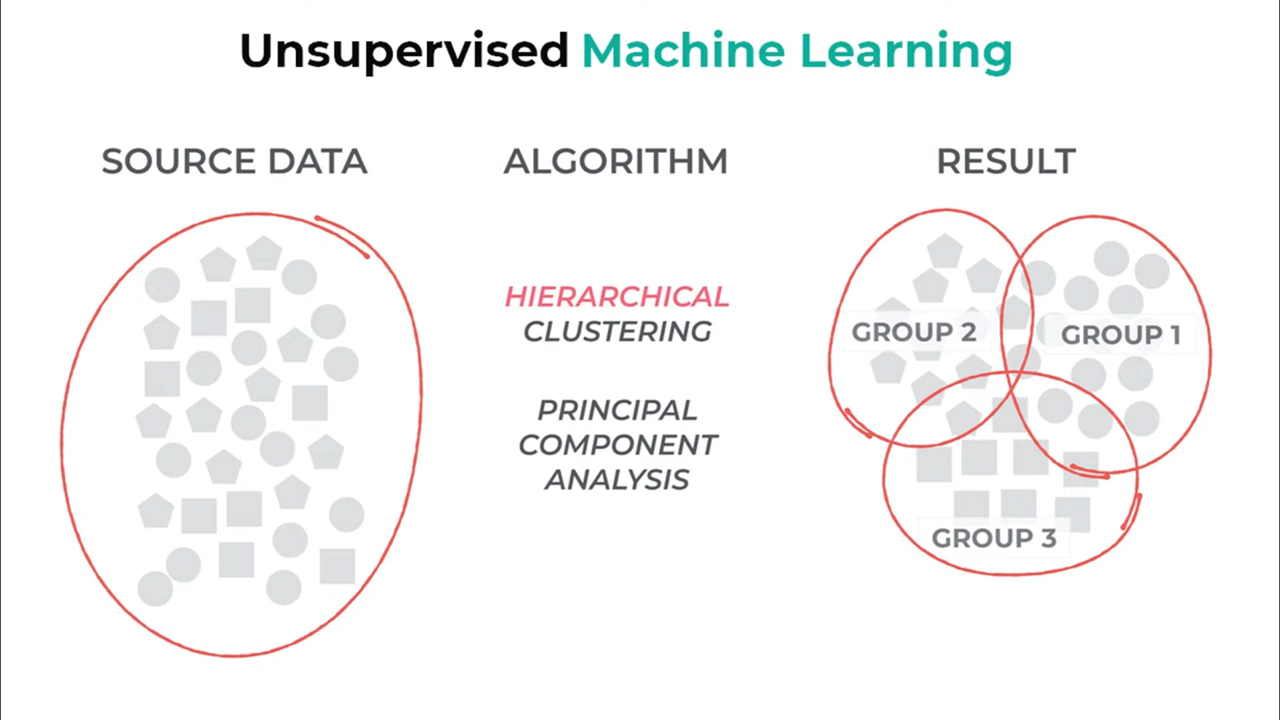 Unsupervised Machine Learning
SOURCE DATA
ALGORITHM
RESULT
HIERARCHICAL
CLUSTERING
PRINCIPAL
COMPONENT
ANALYSIS
GROUP 2
GROUP 1
GROUP 3